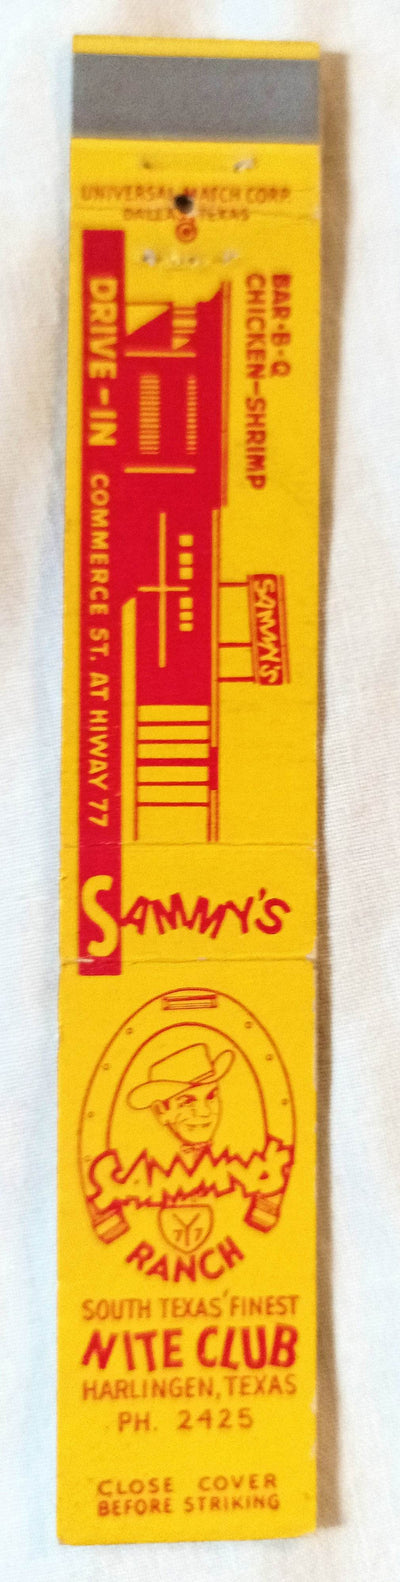 UNIVERSAL MATCH CORP.
DALLAS, TEXAS
BAR-B-Q
CHICKEN-SHRIMP
SAMMY'S
DRIVE-IN COMMERCE ST. AT HIWAY 77
SAMMY'S
SAMMY'S
77
RANCH
SOUTH TEXAS' FINEST
NITE CLUB
HARLINGEN, TEXAS
PH. 2425
CLOSE COVER
BEFORE STRIKING